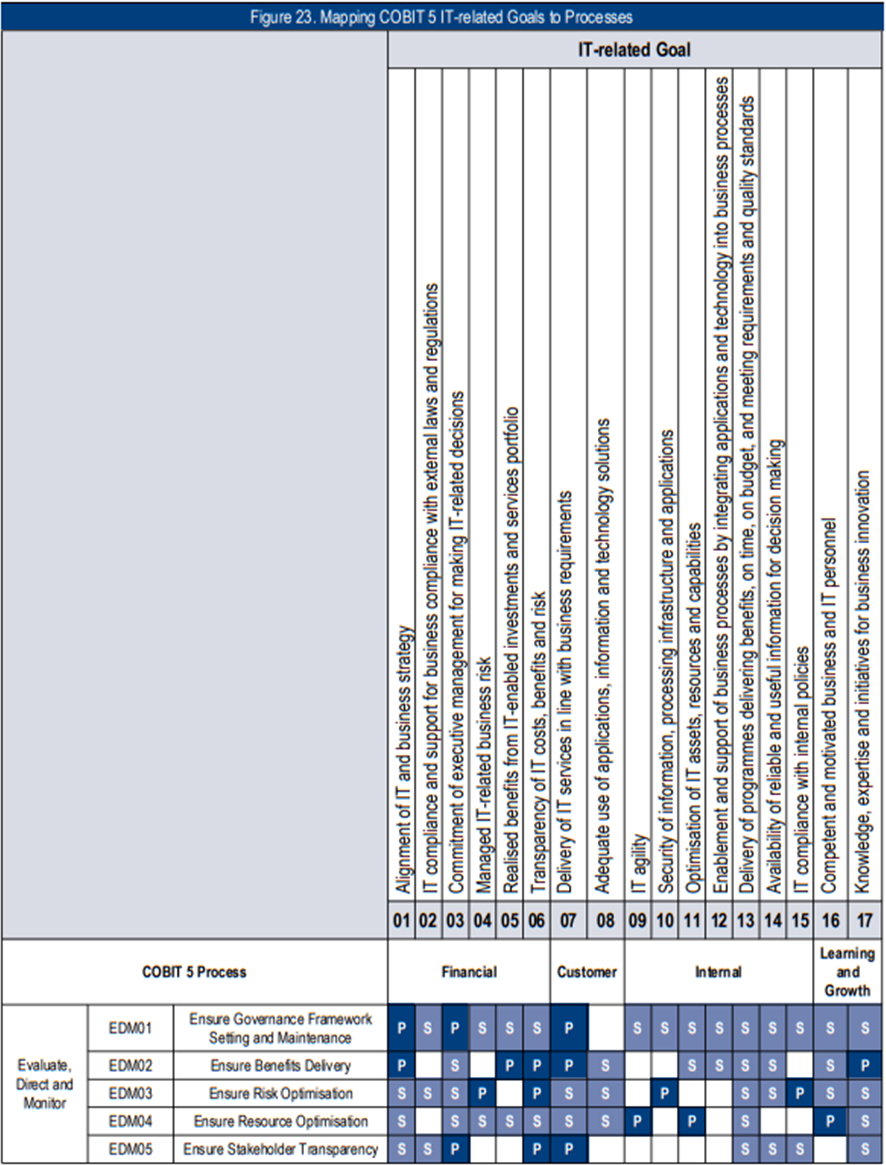 Figure 23. Mapping COBIT 5 IT-related Goals to Processes
IT-related Goal
Alignment of IT and business strategy
IT compliance and support for business compliance with external laws and regulations
Commitment of executive management for making IT-related decisions
Managed IT-related business risk
Realised benefits from IT-enabled investments and services portfolio
Transparency of IT costs, benefits and risk
Delivery of IT services in line with business requirements
Adequate use of applications, information and technology solutions
IT agility
Security of information, processing infrastructure and applications
Optimisation of IT assets, resources and capabilities
Enablement and support of business processes by integrating applications and technology into business processes
Delivery of programmes delivering benefits, on time, on budget, and meeting requirements and quality standards
Availability of reliable and useful information for decision making
IT compliance with internal policies
Competent and motivated business and IT personnel
Knowledge, expertise and initiatives for business innovation
01 02 03 04 05 06 07 08 09 10 11 12 13 14 15 16 17
COBIT 5 Process Financial Customer Internal Learning
and
Growth
Evaluate,
Direct and
Monitor
EDM01 Ensure Governance Framework
Setting and Maintenance P S P S S S P S S S S S S S S S
EDM02 Ensure Benefits Delivery P S P P P S S S S S S P
EDM03 Ensure Risk Optimisation S S S P P S S P S S P S S
EDM04 Ensure Resource Optimisation S S S S S S S P P S P S
EDM05 Ensure Stakeholder Transparency S S P P P S S S S